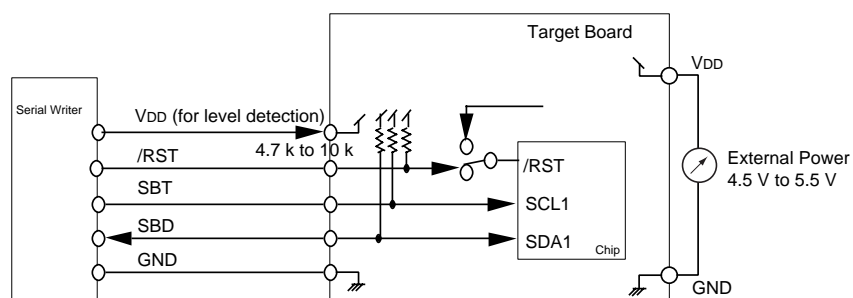 Target Board
VDD
Serial Writer
VDD (for level detection)
4.7 k to 10 k
/RST
/RST
External Power
4.5 V to 5.5 V
SBT
SCL1
SBD
SDA1
Chip
GND
GND